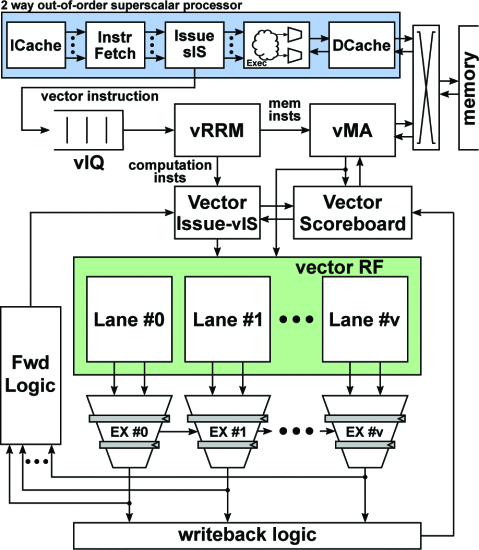 2 way out-of-order superscalar processor
ICache
Instr
Fetch
Issue
sIS
Exec
DCache
memory
vector instruction
vIQ
vRRM
mem
insts
vMA
computation
insts
Vector
Issue-vIS
Vector
Scoreboard
vector RF
Lane #0
Lane #1
Lane #v
Fwd
Logic
EX #0
EX #1
EX #v
writeback logic